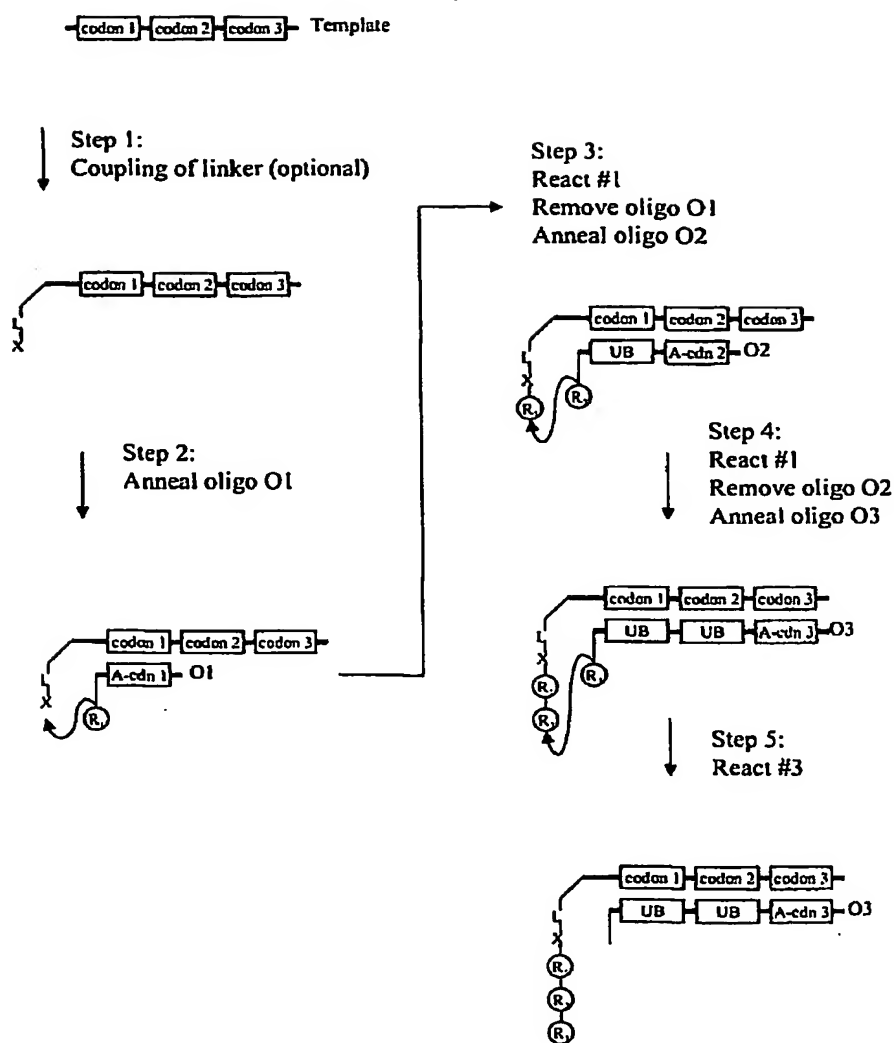 codon 1 codon 2 codon 3 Template
Step 1:
Coupling of linker (optional)
codon 1 codon 2 codon 3
L
X
Step 2:
Anneal oligo O1
codon 1 codon 2 codon 3
A-cdn 1 O1
L
X
R₁
Step 3:
React #1
Remove oligo O1
Anneal oligo O2
codon 1 codon 2 codon 3
UB A-cdn 2 O2
L
X
R₁ R
Step 4:
React #1
Remove oligo O2
Anneal oligo O3
codon 1 codon 2 codon 3
UB UB A-cdn 3 O3
L
X
R R
R
Step 5:
React #3
codon 1 codon 2 codon 3
UB UB A-cdn 3 O3
L
X
R
R
R